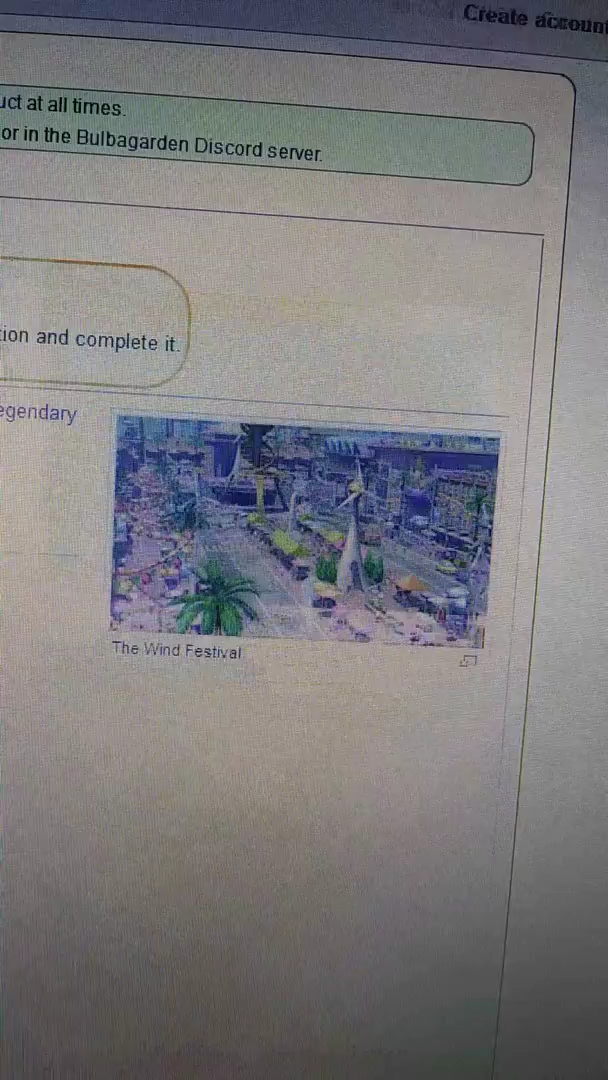 Create account
uct at all times.
or in the Bulbagarden Discord server.
tion and complete it.
egendary
The Wind Festival